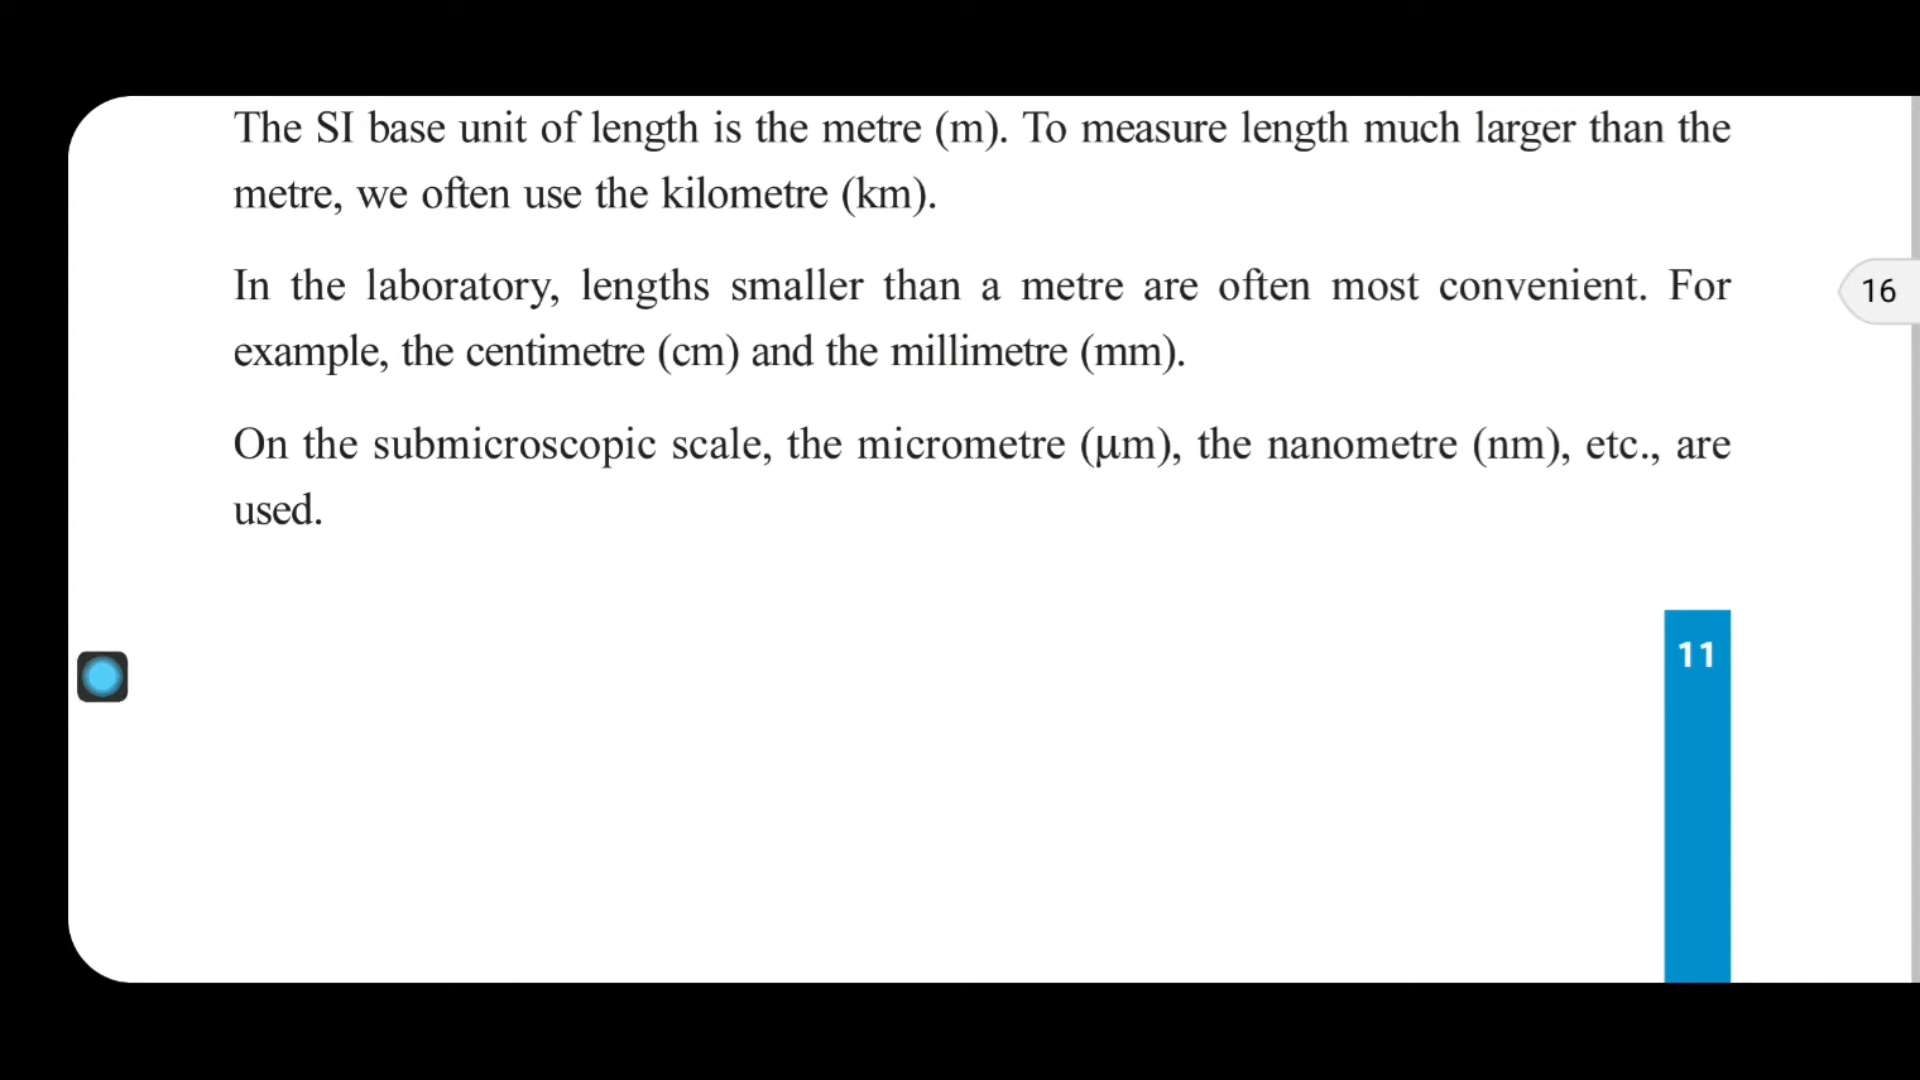 The SI base unit of length is the metre (m). To measure length much larger than the
metre, we often use the kilometre (km).
In the laboratory, lengths smaller than a metre are often most convenient. For
example, the centimetre (cm) and the millimetre (mm).
On the submicroscopic scale, the micrometre (μm), the nanometre (nm), etc., are
used.
16
11